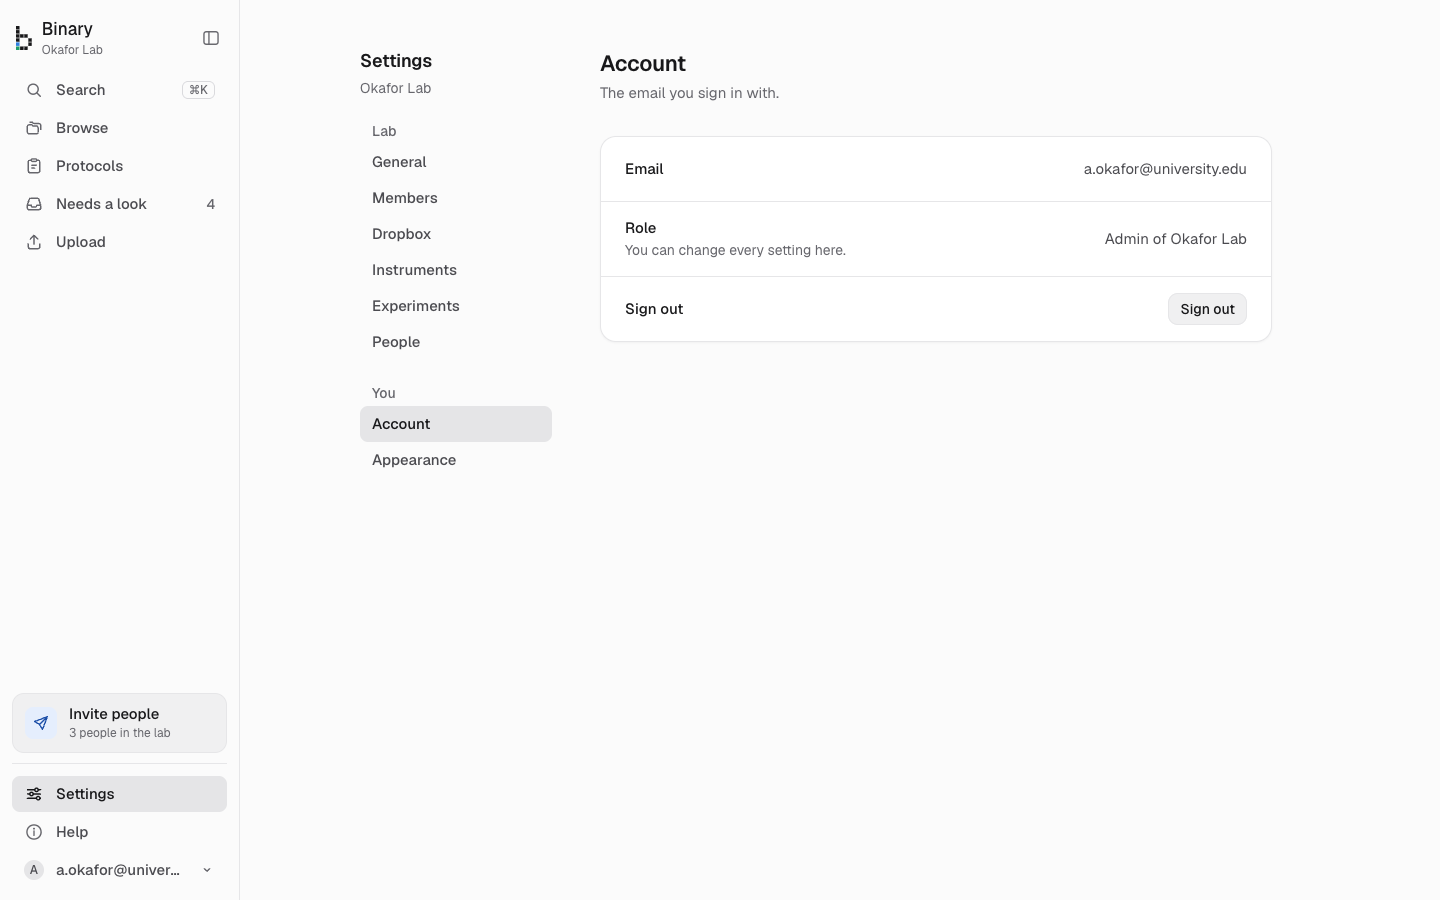 Binary
Okafor Lab
Search ⌘K
Browse
Protocols
Needs a look 4
Upload
Invite people
3 people in the lab
Settings
Help
A a.okafor@univer...
Settings
Okafor Lab
Lab
General
Members
Dropbox
Instruments
Experiments
People
You
Account
Appearance
Account
The email you sign in with.
Email a.okafor@university.edu
Role
You can change every setting here.
Admin of Okafor Lab
Sign out Sign out